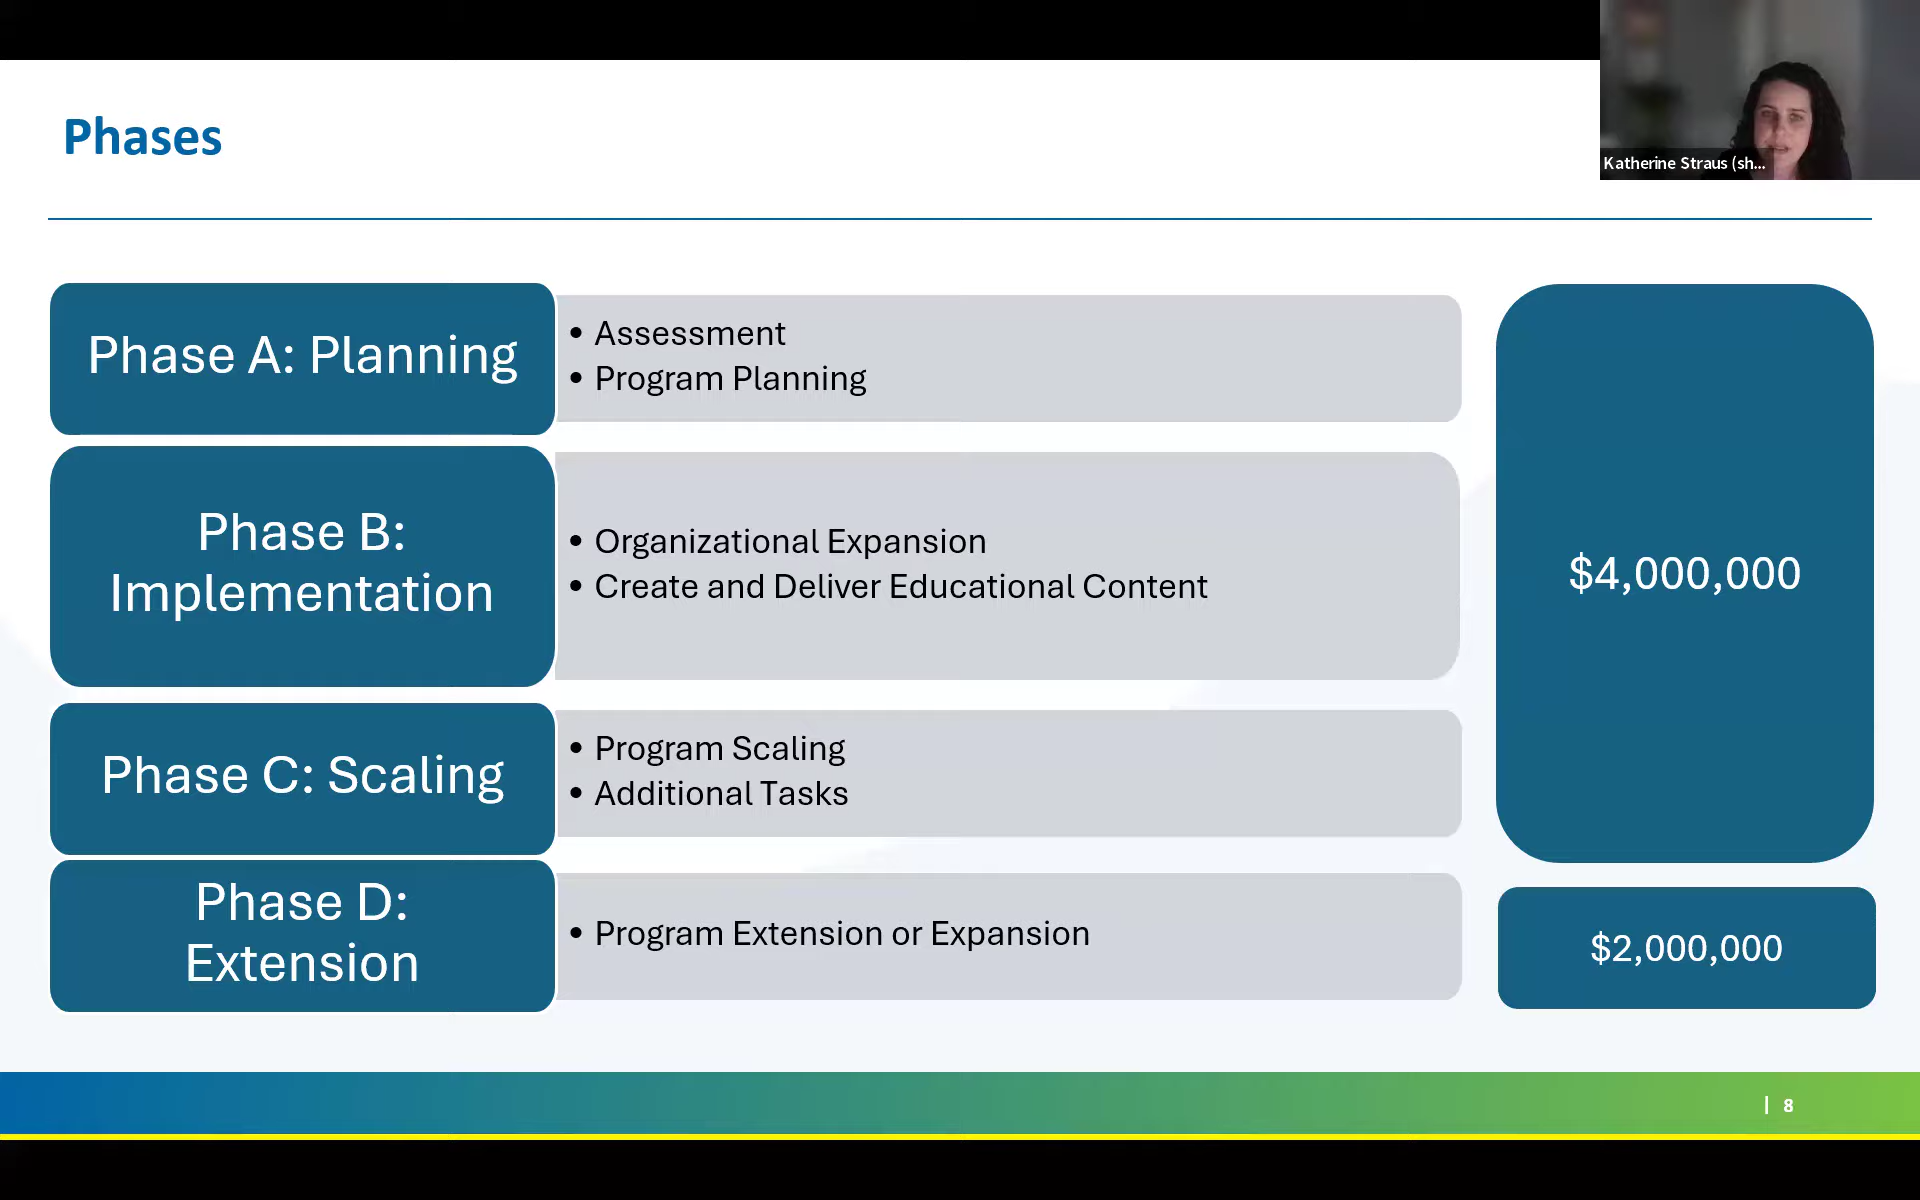 Phases
Katherine Straus (sh...
Phase A: Planning
• Assessment
• Program Planning
Phase B:
Implementation
• Organizational Expansion
• Create and Deliver Educational Content
Phase C: Scaling
• Program Scaling
• Additional Tasks
$4,000,000
Phase D:
Extension
• Program Extension or Expansion
$2,000,000
| 8